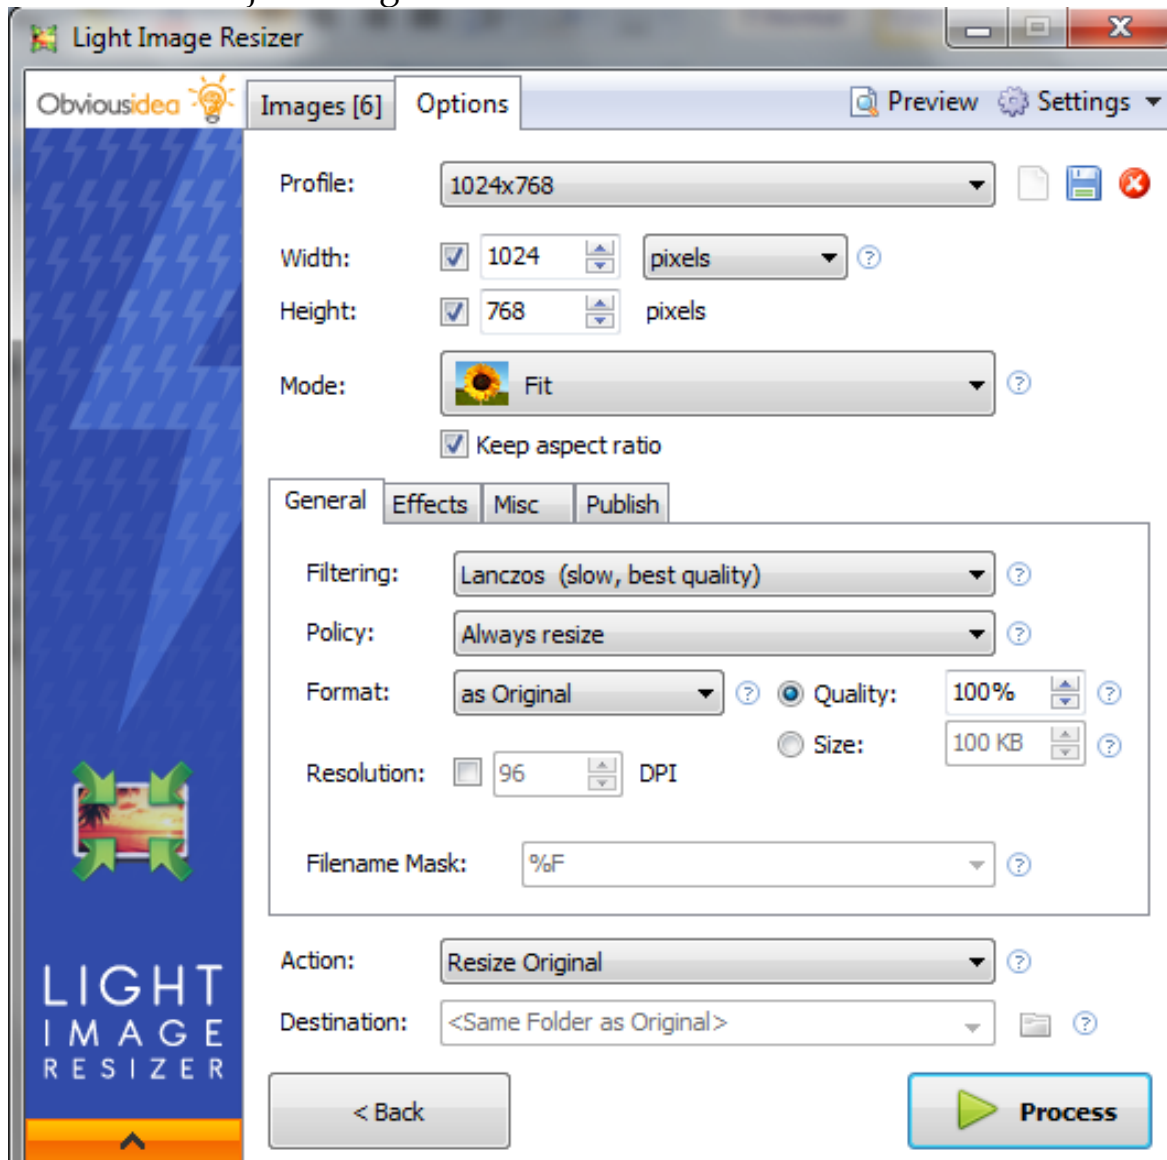 Light Image Resizer
Obviousidea Images [6] Options Preview Settings
Profile: 1024x768
Width: 1024 pixels
Height: 768 pixels
Mode: Fit
Keep aspect ratio
General Effects Misc Publish
Filtering: Lanczos (slow, best quality)
Policy: Always resize
Format: as Original Quality: 100%
Size: 100 KB
Resolution: 96 DPI
Filename Mask: %F
Action: Resize Original
Destination: <Same Folder as Original>
LIGHT
IMAGE
RESIZER
< Back Process